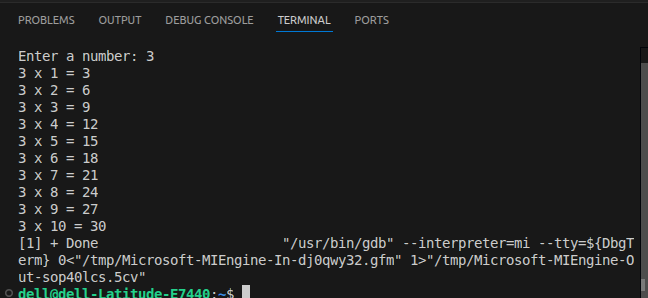 PROBLEMS OUTPUT DEBUG CONSOLE TERMINAL PORTS
Enter a number: 3
3 x 1 = 3
3 x 2 = 6
3 x 3 = 9
3 x 4 = 12
3 x 5 = 15
3 x 6 = 18
3 x 7 = 21
3 x 8 = 24
3 x 9 = 27
3 x 10 = 30
[1] + Done                       "/usr/bin/gdb" --interpreter=mi --tty=${DbgT
erm} 0<"/tmp/Microsoft-MIEngine-In-dj0qwy32.gfm" 1>"/tmp/Microsoft-MIEngine-O
ut-sop40lcs.5cv"
dell@dell-Latitude-E7440:~$